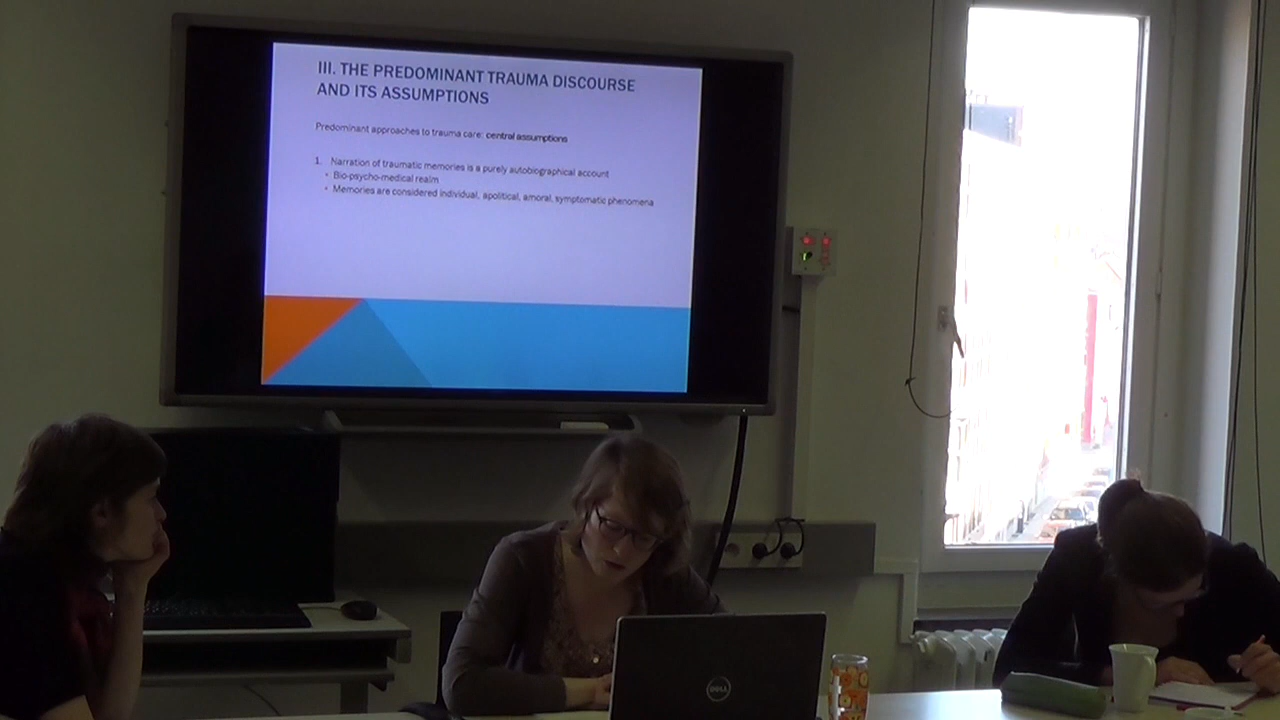 III. THE PREDOMINANT TRAUMA DISCOURSE
AND ITS ASSUMPTIONS
Predominant approaches to trauma care: central assumptions
1. Narration of traumatic memories is a purely autobiographical account
• Bio-psycho-medical realm
• Memories are considered individual, apolitical, amoral, symptomatic phenomena
DELL